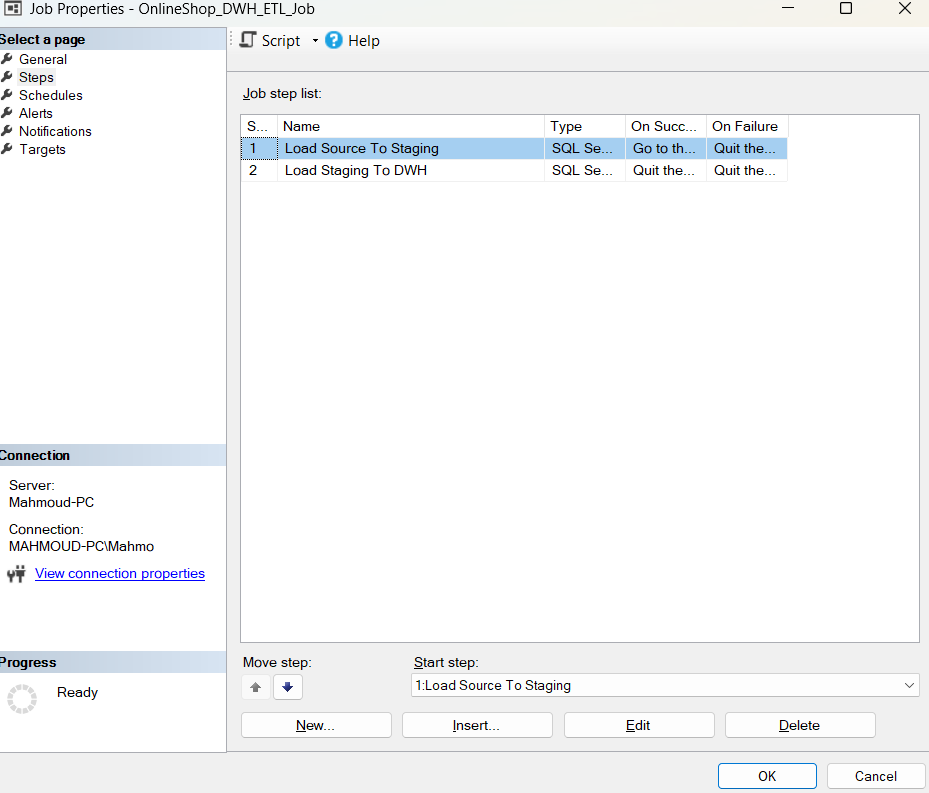 Job Properties - OnlineShop_DWH_ETL_Job
Select a page
General
Steps
Schedules
Alerts
Notifications
Targets
Script
Help
Job step list:
S... Name Type On Succ... On Failure
1 Load Source To Staging SQL Se... Go to th... Quit the...
2 Load Staging To DWH SQL Se... Quit the... Quit the...
Connection
Server:
Mahmoud-PC
Connection:
MAHMOUD-PC\Mahmo
View connection properties
Progress
Ready
Move step:
Start step:
1:Load Source To Staging
New... Insert... Edit Delete
OK Cancel